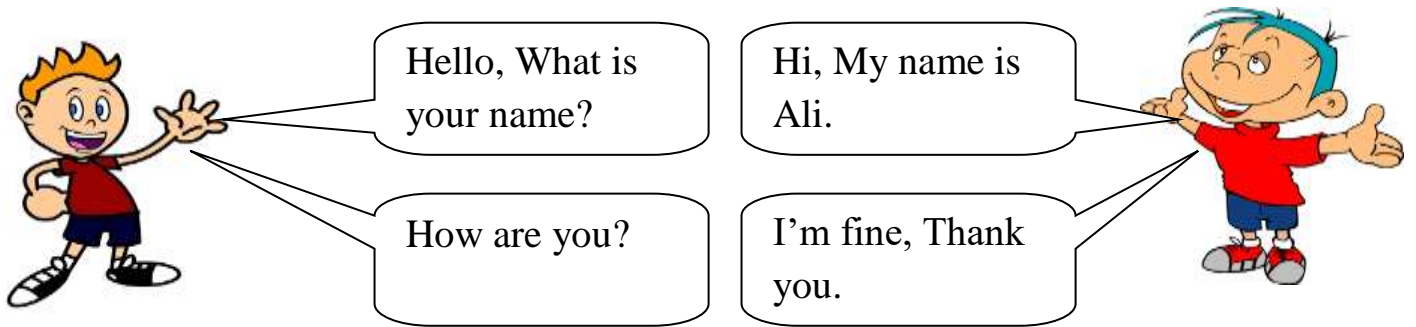 Hello, What is
your name?
Hi, My name is
Ali.
How are you?
I’m fine, Thank
you.